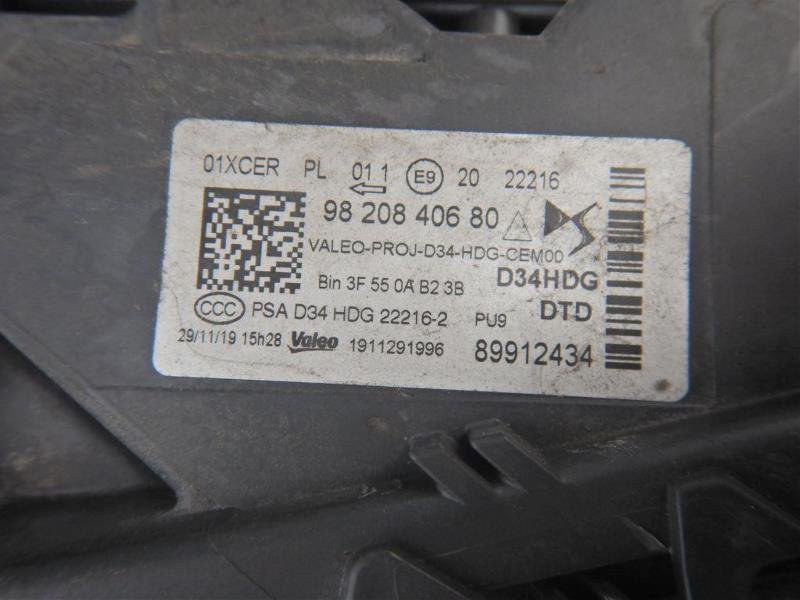 01XCER PL 01 1 E9 20 22216
98 208 406 80 DS
VALEO-PROJ-D34-HDG-CEM00
Bin 3F 55 0A B2 3B D34HDG
CCC PSA D34 HDG 22216-2 PU9 DTD
29/11/19 15h28 Valeo 1911291996 89912434